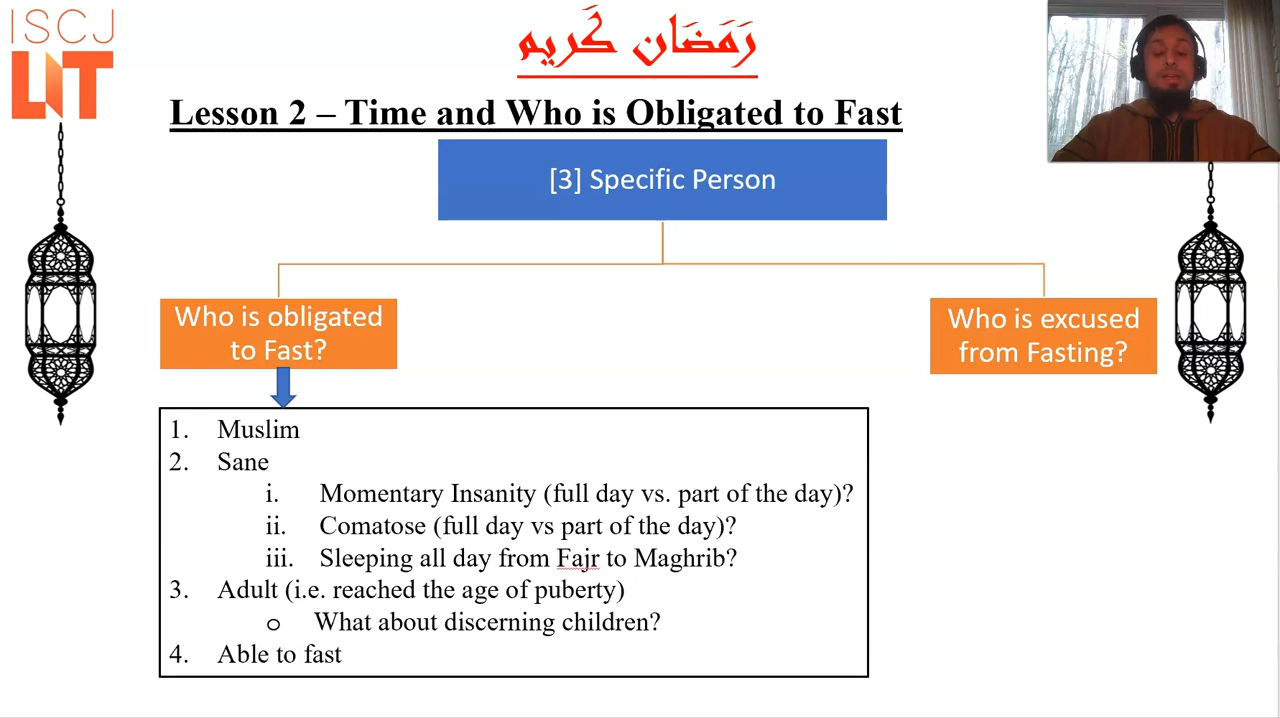 ISCJ
LIT
رَمَضَان كَريم
Lesson 2 – Time and Who is Obligated to Fast
[3] Specific Person
Who is obligated
to Fast?
Who is excused
from Fasting?
1. Muslim
2. Sane
i. Momentary Insanity (full day vs. part of the day)?
ii. Comatose (full day vs part of the day)?
iii. Sleeping all day from Fajr to Maghrib?
3. Adult (i.e. reached the age of puberty)
o What about discerning children?
4. Able to fast